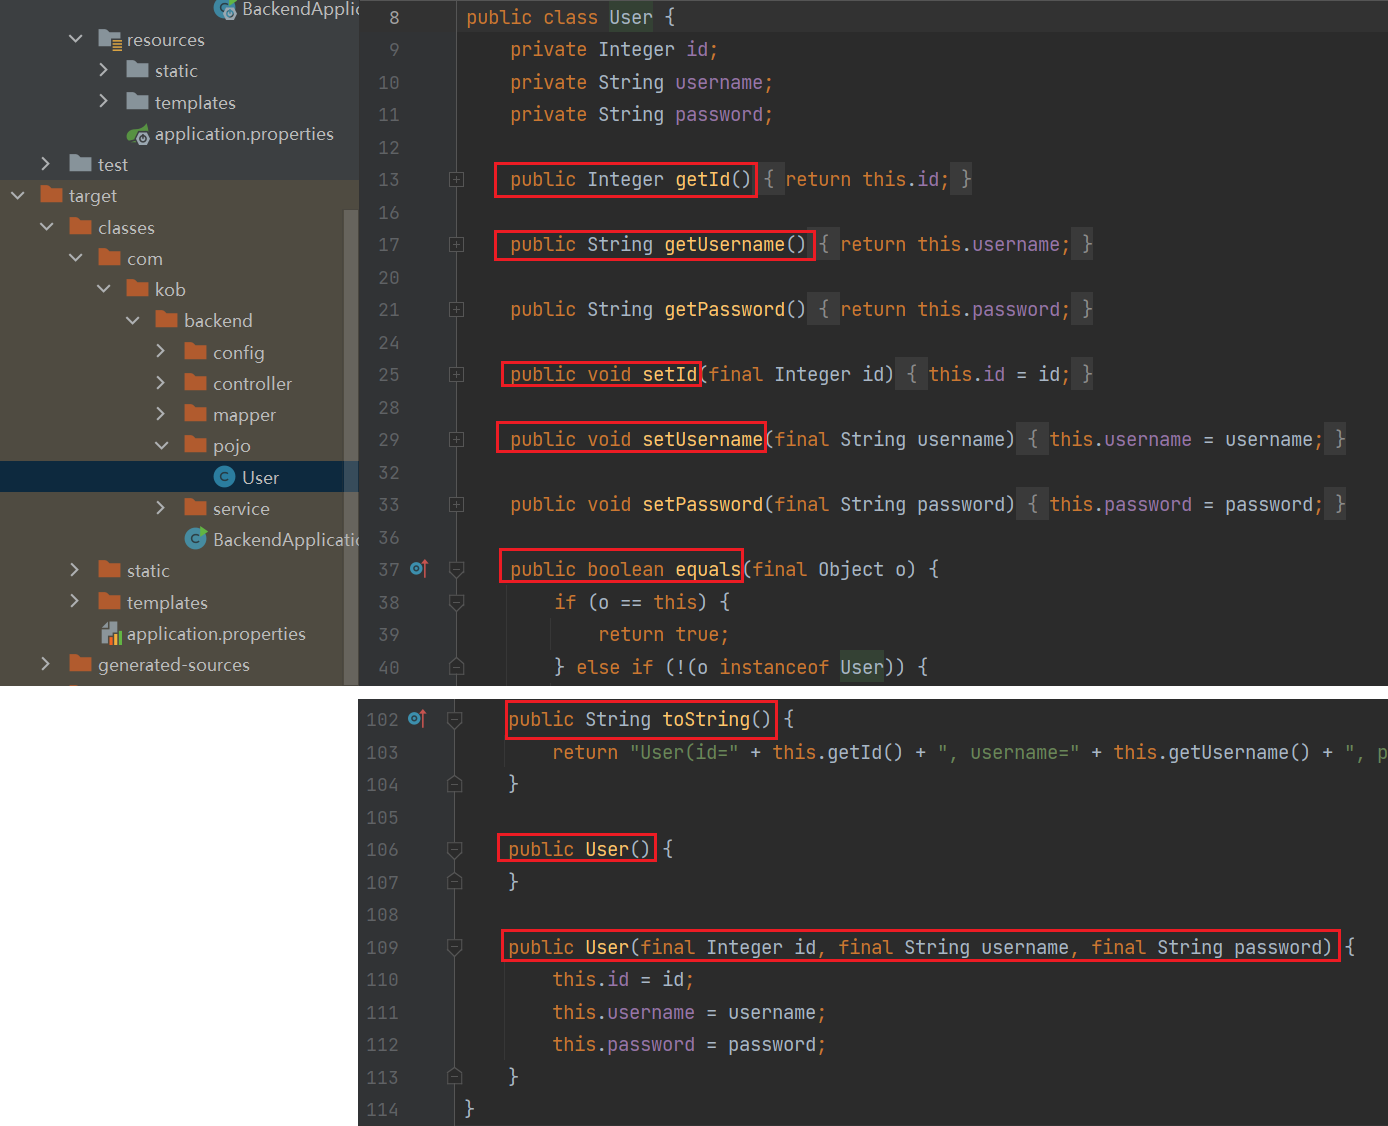 BackendApplic
resources
static
templates
application.properties
test
target
classes
com
kob
backend
config
controller
mapper
pojo
User
service
BackendApplicatio
static
templates
application.properties
generated-sources
8 public class User {
9 private Integer id;
10 private String username;
11 private String password;
12
13 public Integer getId() { return this.id; }
16
17 public String getUsername() { return this.username; }
20
21 public String getPassword() { return this.password; }
24
25 public void setId(final Integer id) { this.id = id; }
28
29 public void setUsername(final String username) { this.username = username; }
32
33 public void setPassword(final String password) { this.password = password; }
36
37 public boolean equals(final Object o) {
38 if (o == this) {
39 return true;
40 } else if (!(o instanceof User)) {
102 public String toString() {
103 return "User(id=" + this.getId() + ", username=" + this.getUsername() + ", p
104 }
105
106 public User() {
107 }
108
109 public User(final Integer id, final String username, final String password) {
110 this.id = id;
111 this.username = username;
112 this.password = password;
113 }
114 }